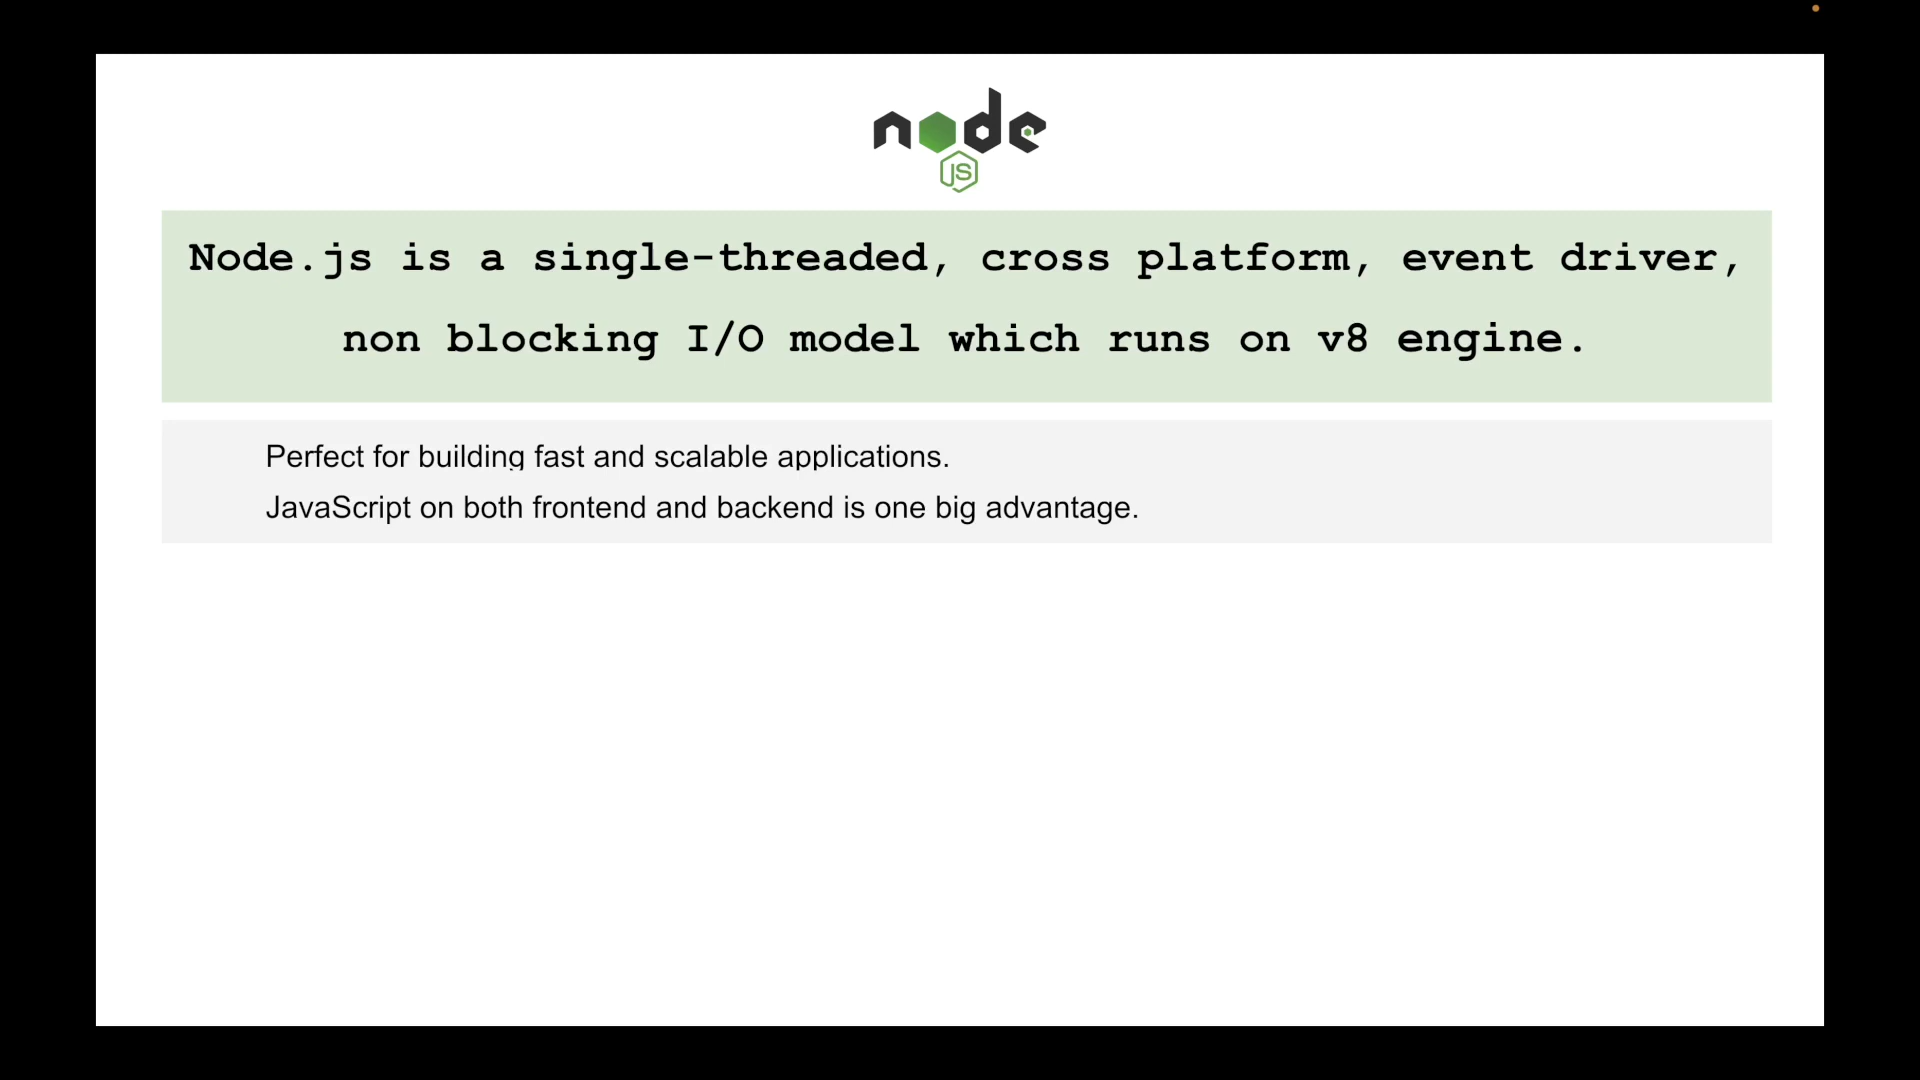 node
JS
Node.js is a single-threaded, cross platform, event driver,
non blocking I/O model which runs on v8 engine.
Perfect for building fast and scalable applications.
JavaScript on both frontend and backend is one big advantage.